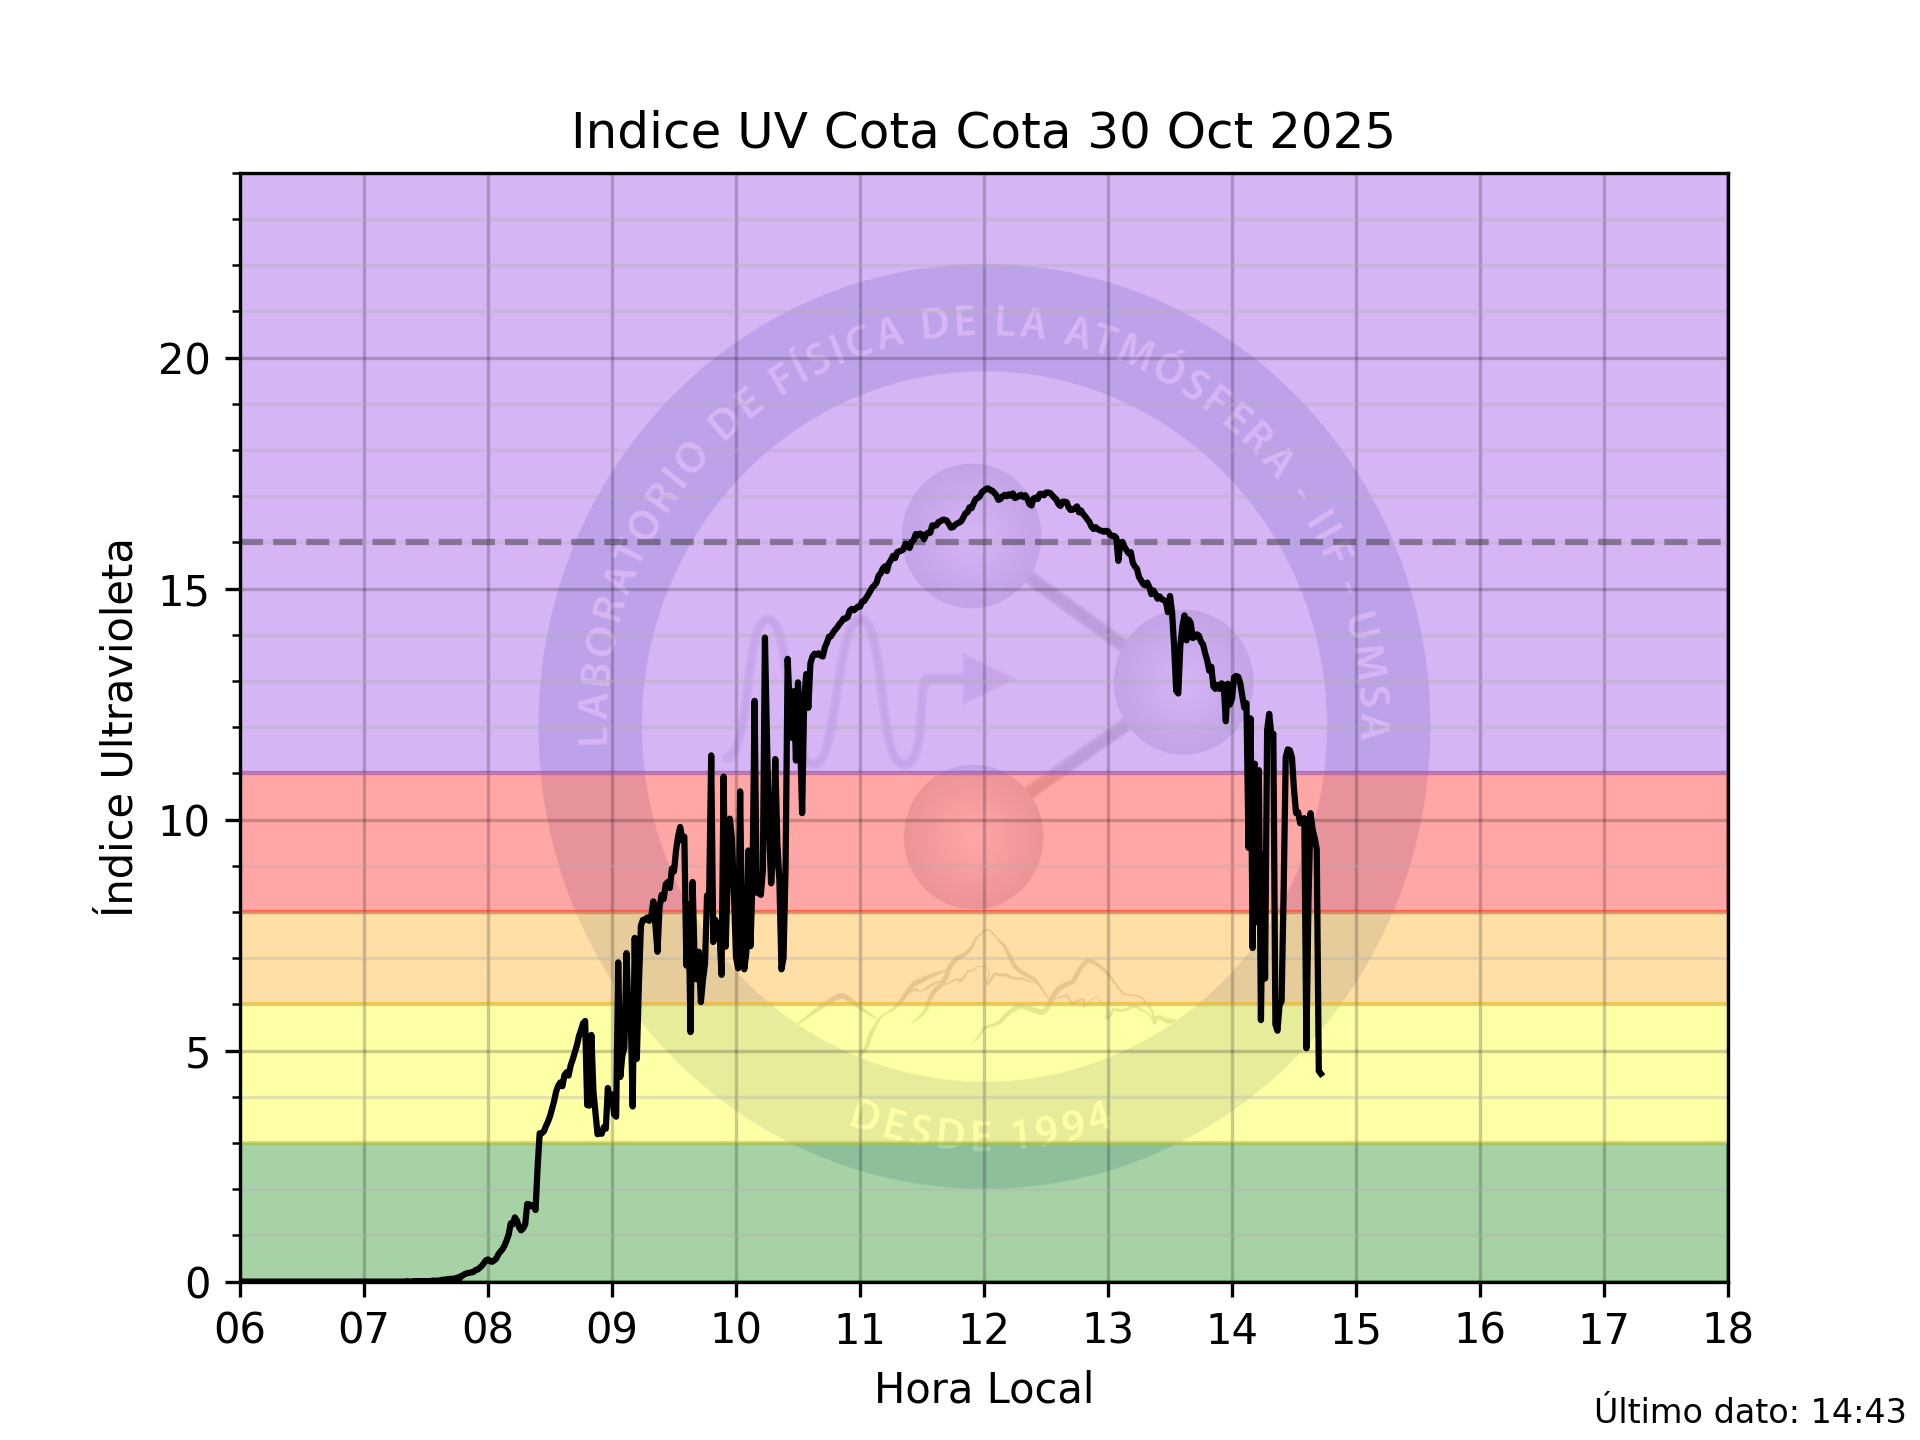 Indice UV Cota Cota 30 Oct 2025
LABORATORIO DE FÍSICA DE LA ATMÓSFERA - IIF - UMSA
20
15
10
5
0
Índice Ultravioleta
DESDE 1994
06 07 08 09 10 11 12 13 14 15 16 17 18
Hora Local
Último dato: 14:43